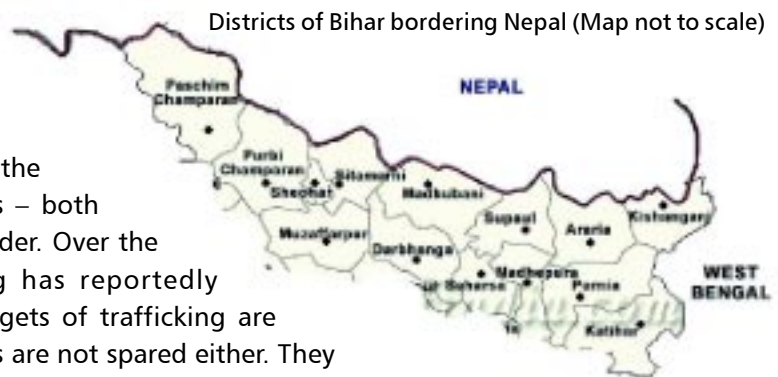 Districts of Bihar bordering Nepal (Map not to scale)
Paschim
Champaran
NEPAL
Purbi
Champaran
Sheohar
Sitamarhi
Madhubani
Supaul
Araria
Kishanganj
Muzaffarpur
Darbhanga
Saharsa
Madhepura
Purnia
Katihar
WEST
BENGAL
the
– both
der. Over the
has reportedly
gets of trafficking are
are not spared either. They